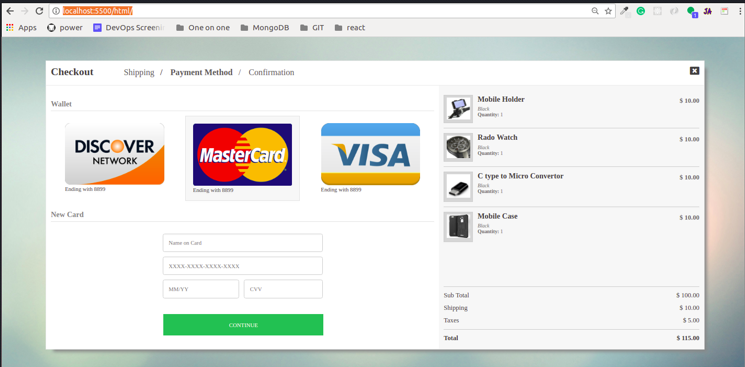 localhost:5500/html/
Apps power DevOps Screeni One on one MongoDB GIT react
Checkout Shipping / Payment Method / Confirmation
Wallet
DISCOVER
NETWORK
Ending with 8899
MasterCard
Ending with 8899
VISA
Ending with 8899
New Card
Name on Card
XXXX-XXXX-XXXX-XXXX
MM/YY CVV
CONTINUE
Mobile Holder $ 10.00
Black
Quantity: 1
Rado Watch $ 10.00
Black
Quantity: 1
C type to Micro Convertor $ 10.00
Black
Quantity: 1
Mobile Case $ 10.00
Black
Quantity: 1
Sub Total $ 100.00
Shipping $ 10.00
Taxes $ 5.00
Total $ 115.00